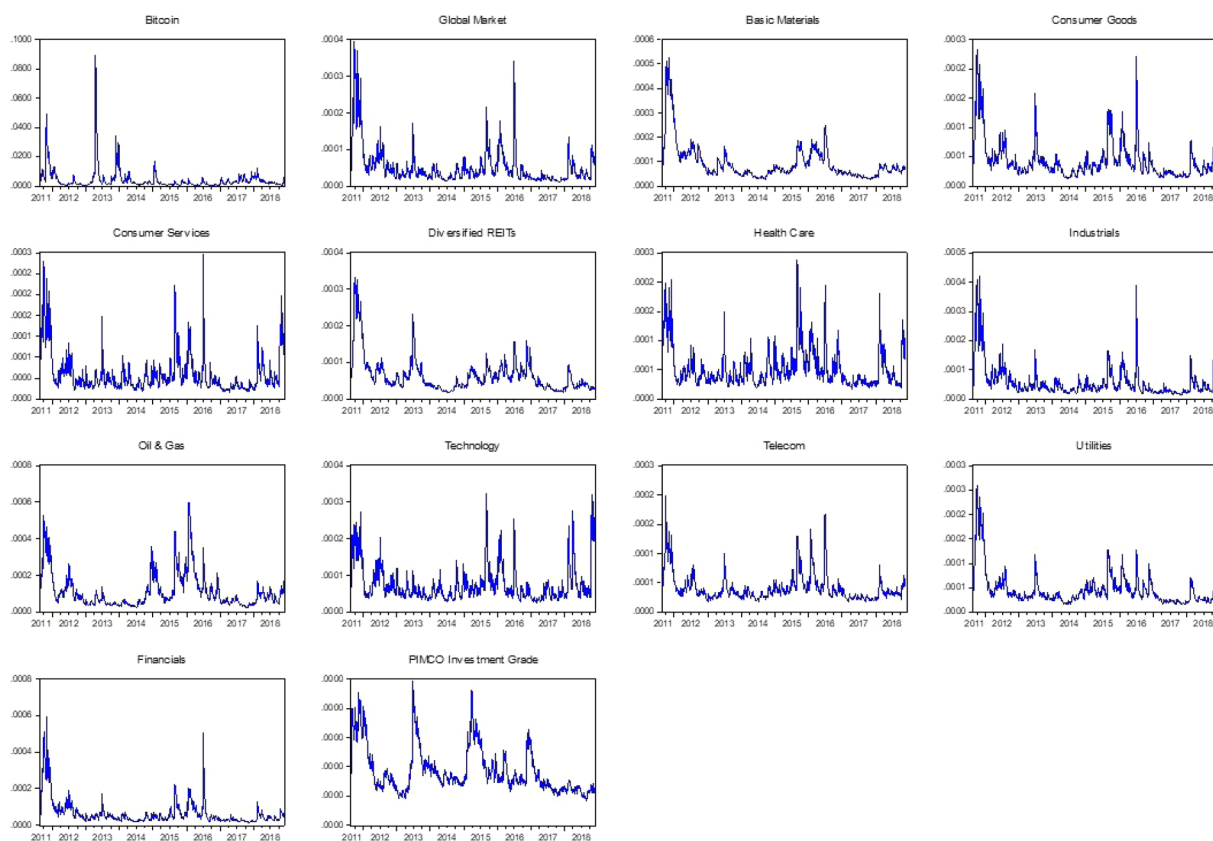 Bitcoin
.1000
.0800
.0600
.0400
.0200
.0000
2011 2012 2013 2014 2015 2016 2017 2018
Global Market
.0004
.0003
.0002
.0001
.0000
2011 2012 2013 2014 2015 2016 2017 2018
Basic Materials
.0006
.0005
.0004
.0003
.0002
.0001
.0000
2011 2012 2013 2014 2015 2016 2017 2018
Consumer Goods
.0003
.0002
.0002
.0001
.0001
.0000
2011 2012 2013 2014 2015 2016 2017 2018
Consumer Services
.0003
.0002
.0002
.0002
.0001
.0001
.0000
.0000
2011 2012 2013 2014 2015 2016 2017 2018
Diversified REITs
.0004
.0003
.0002
.0001
.0000
2011 2012 2013 2014 2015 2016 2017 2018
Health Care
.0003
.0002
.0002
.0001
.0001
.0000
2011 2012 2013 2014 2015 2016 2017 2018
Industrials
.0005
.0004
.0003
.0002
.0001
.0000
2011 2012 2013 2014 2015 2016 2017 2018
Oil & Gas
.0008
.0006
.0004
.0002
.0000
2011 2012 2013 2014 2015 2016 2017 2018
Technology
.0004
.0003
.0002
.0001
.0000
2011 2012 2013 2014 2015 2016 2017 2018
Telecom
.0003
.0002
.0002
.0001
.0001
.0000
2011 2012 2013 2014 2015 2016 2017 2018
Utilities
.0003
.0003
.0002
.0002
.0001
.0001
.0000
2011 2012 2013 2014 2015 2016 2017 2018
Financials
.0008
.0006
.0004
.0002
.0000
2011 2012 2013 2014 2015 2016 2017 2018
PIMCO Investment Grade
.0000
.0000
.0000
.0000
.0000
.0000
2011 2012 2013 2014 2015 2016 2017 2018